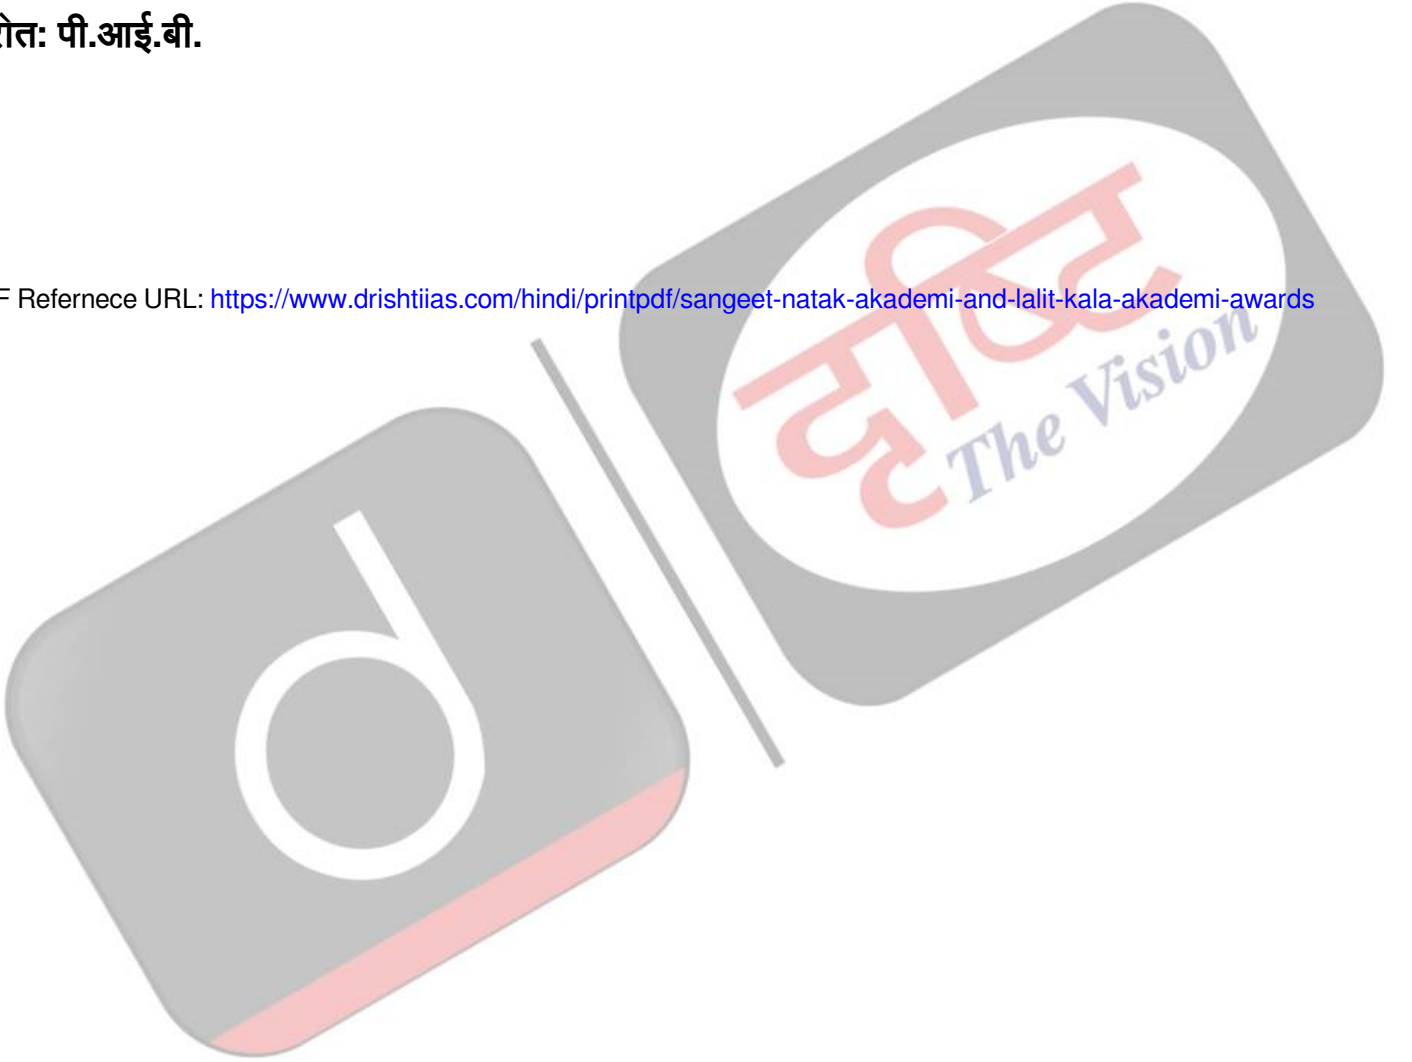 ोत: पी.आई.बी.
F Refernece URL: https://www.drishtiias.com/hindi/printpdf/sangeet-natak-akademi-and-lalit-kala-akademi-awards
दृष्टि
The Vision
d